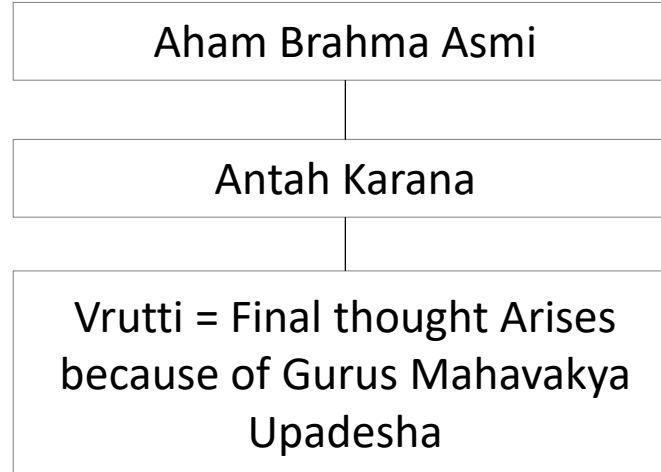 Aham Brahma Asmi
Antah Karana
Vrutti = Final thought Arises
because of Gurus Mahavakya
Upadesha